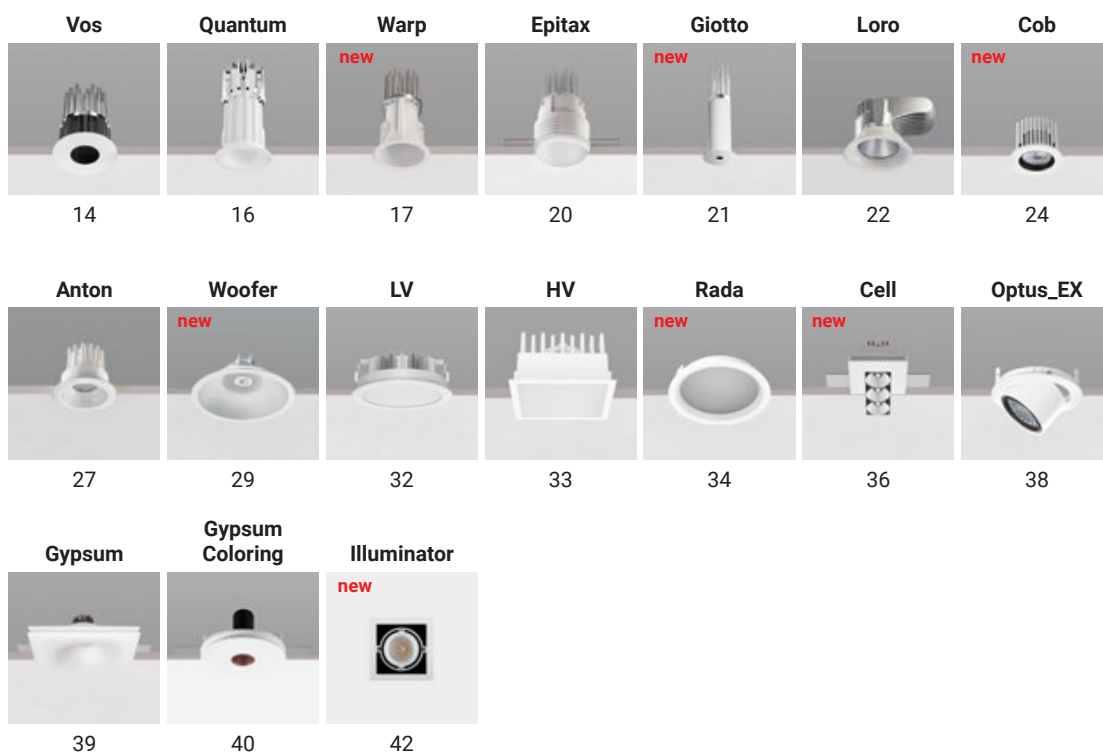 Vos Quantum Warp Epitax Giotto Loro Cob
new new new
14 16 17 20 21 22 24
Anton Woofer LV HV Rada Cell Optus_EX
new new new
27 29 32 33 34 36 38
Gypsum Gypsum Coloring Illuminator
new
39 40 42